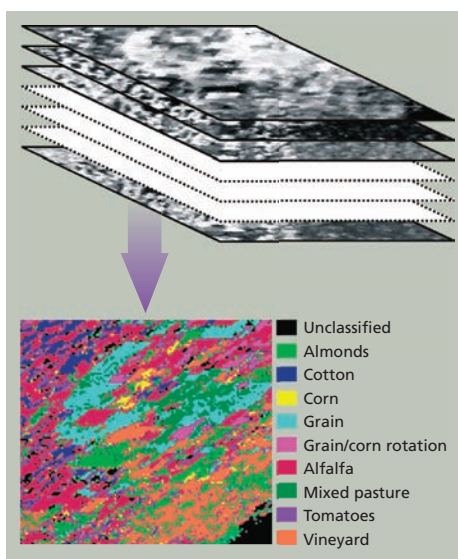 Unclassified
Almonds
Cotton
Corn
Grain
Grain/corn rotation
Alfalfa
Mixed pasture
Tomatoes
Vineyard